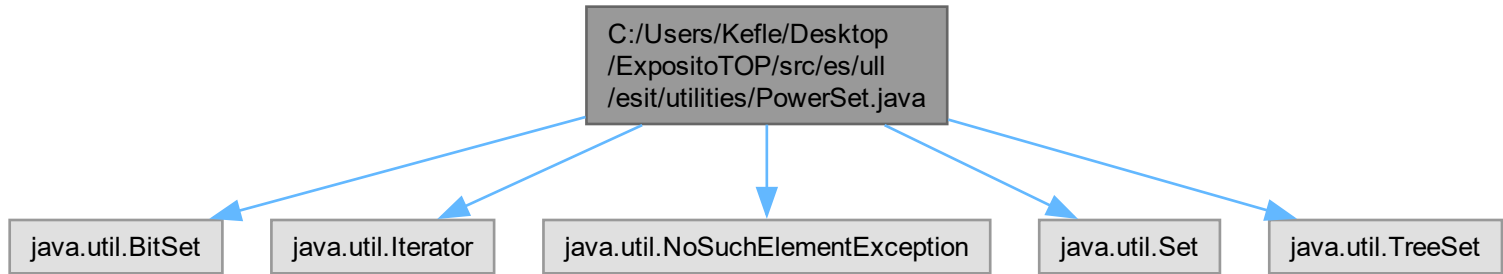 C:/Users/Kefle/Desktop
/ExpositoTOP/src/es/ull
/esit/utilities/PowerSet.java
java.util.BitSet
java.util.Iterator
java.util.NoSuchElementException
java.util.Set
java.util.TreeSet